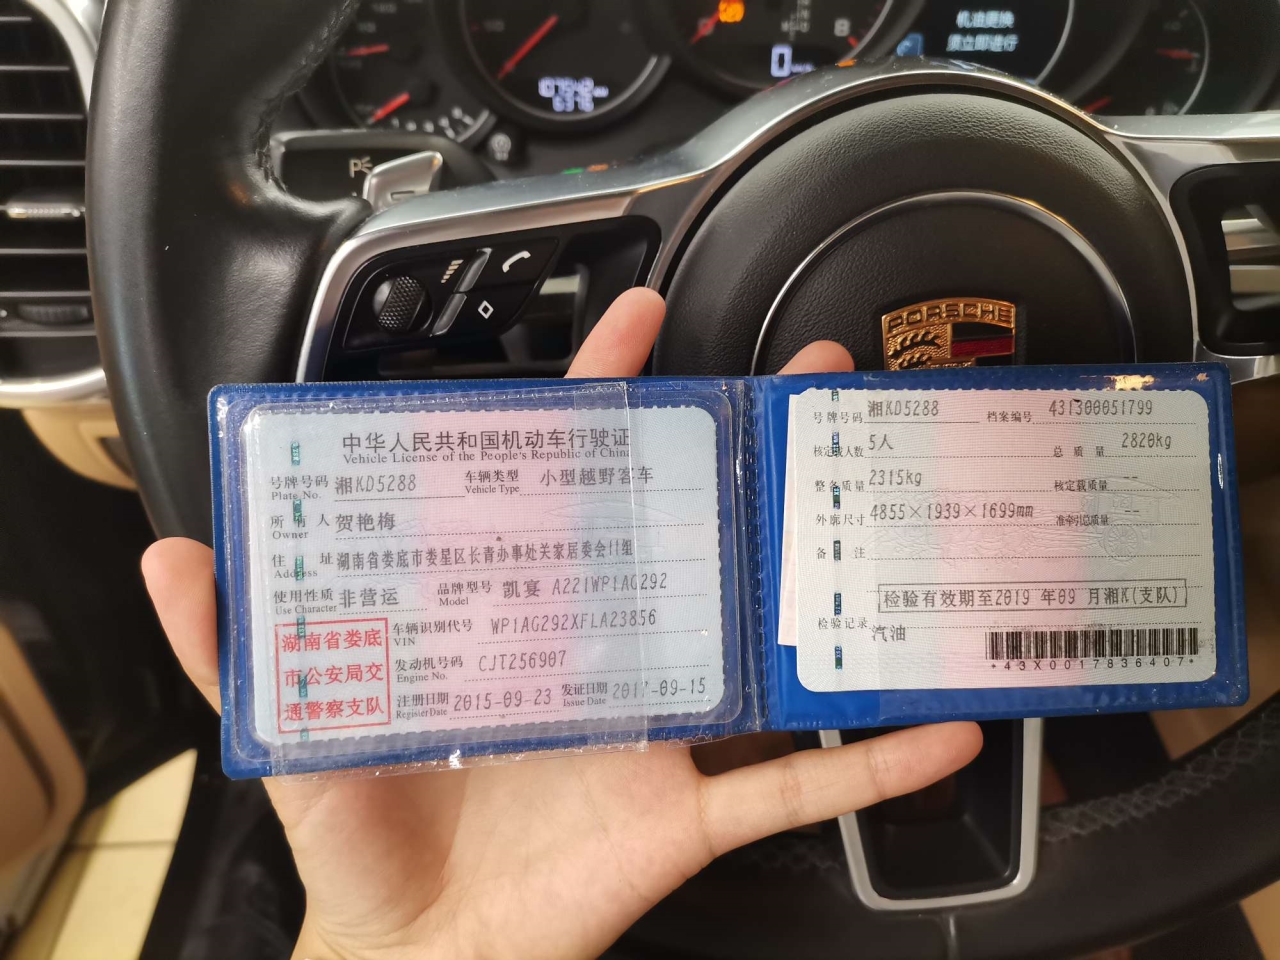 机油更换
须立即进行
107542
637.6
0
8
P
PORSCHE
中华人民共和国机动车行驶证
Vehicle License of the People's Republic of China
号牌号码 湘KD5288 车辆类型 小型越野客车
Plate No. Vehicle Type
所有人 贺艳梅
Owner
住址 湖南省娄底市娄星区长青办事处关家居委会11组
Address
使用性质 非营运 品牌型号 凯宴 A221WP1AG292
Use Character Model
湖南省娄底
市公安局交
通警察支队
车辆识别代号 WP1AG292XFLA23856
VIN
发动机号码 CJT256907
Engine No.
注册日期 2015-09-23 发证日期 2017-09-15
Register Date Issue Date
号牌号码 湘KD5288 档案编号 431300051799
核定载人数 5人 总质量 2820kg
整备质量 2315kg 核定载质量 --
外廓尺寸 4855×1939×1699mm 准牵引总质量 --
备注
检验有效期至2019 年09 月湘K(支队)
检验记录
汽油
*43X0017836407*